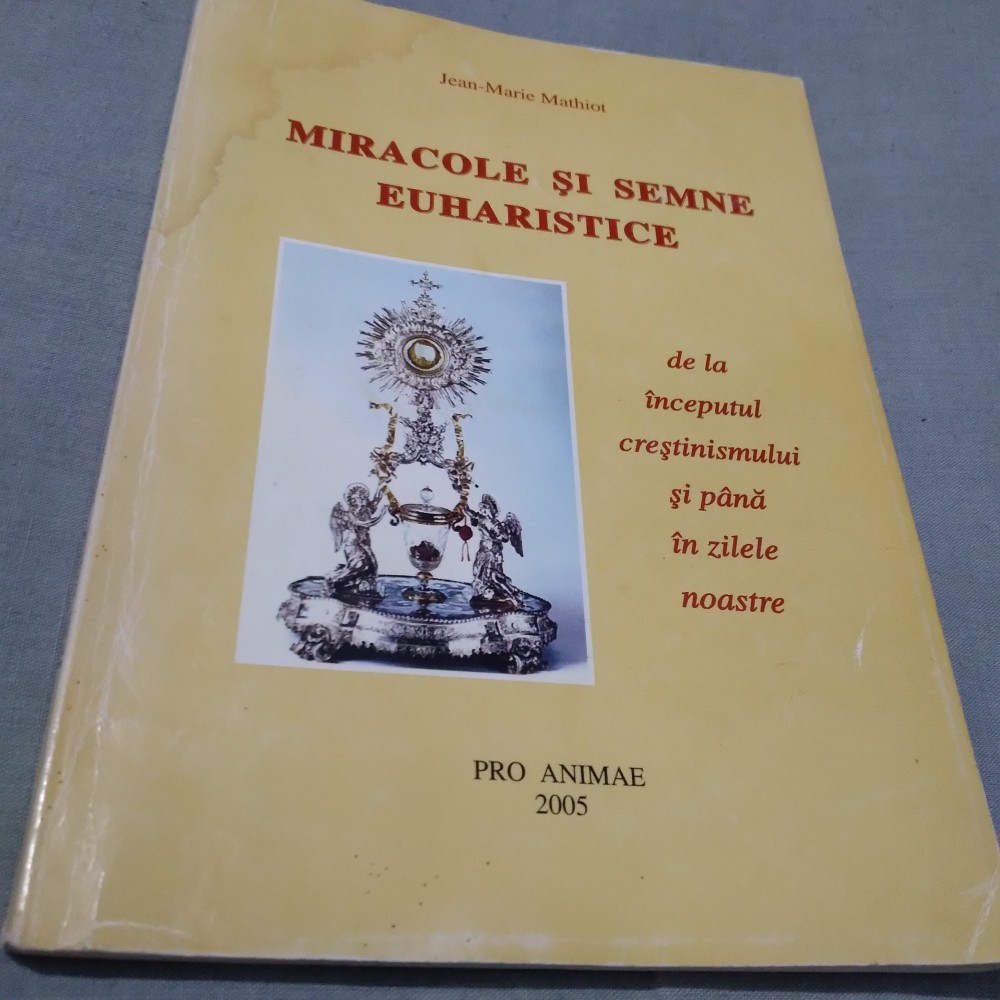 Jean-Marie Mathiot
MIRACOLE ŞI SEMNE
EUHARISTICE
de la
începutul
creştinismului
şi până
în zilele
noastre
PRO ANIMAE
2005